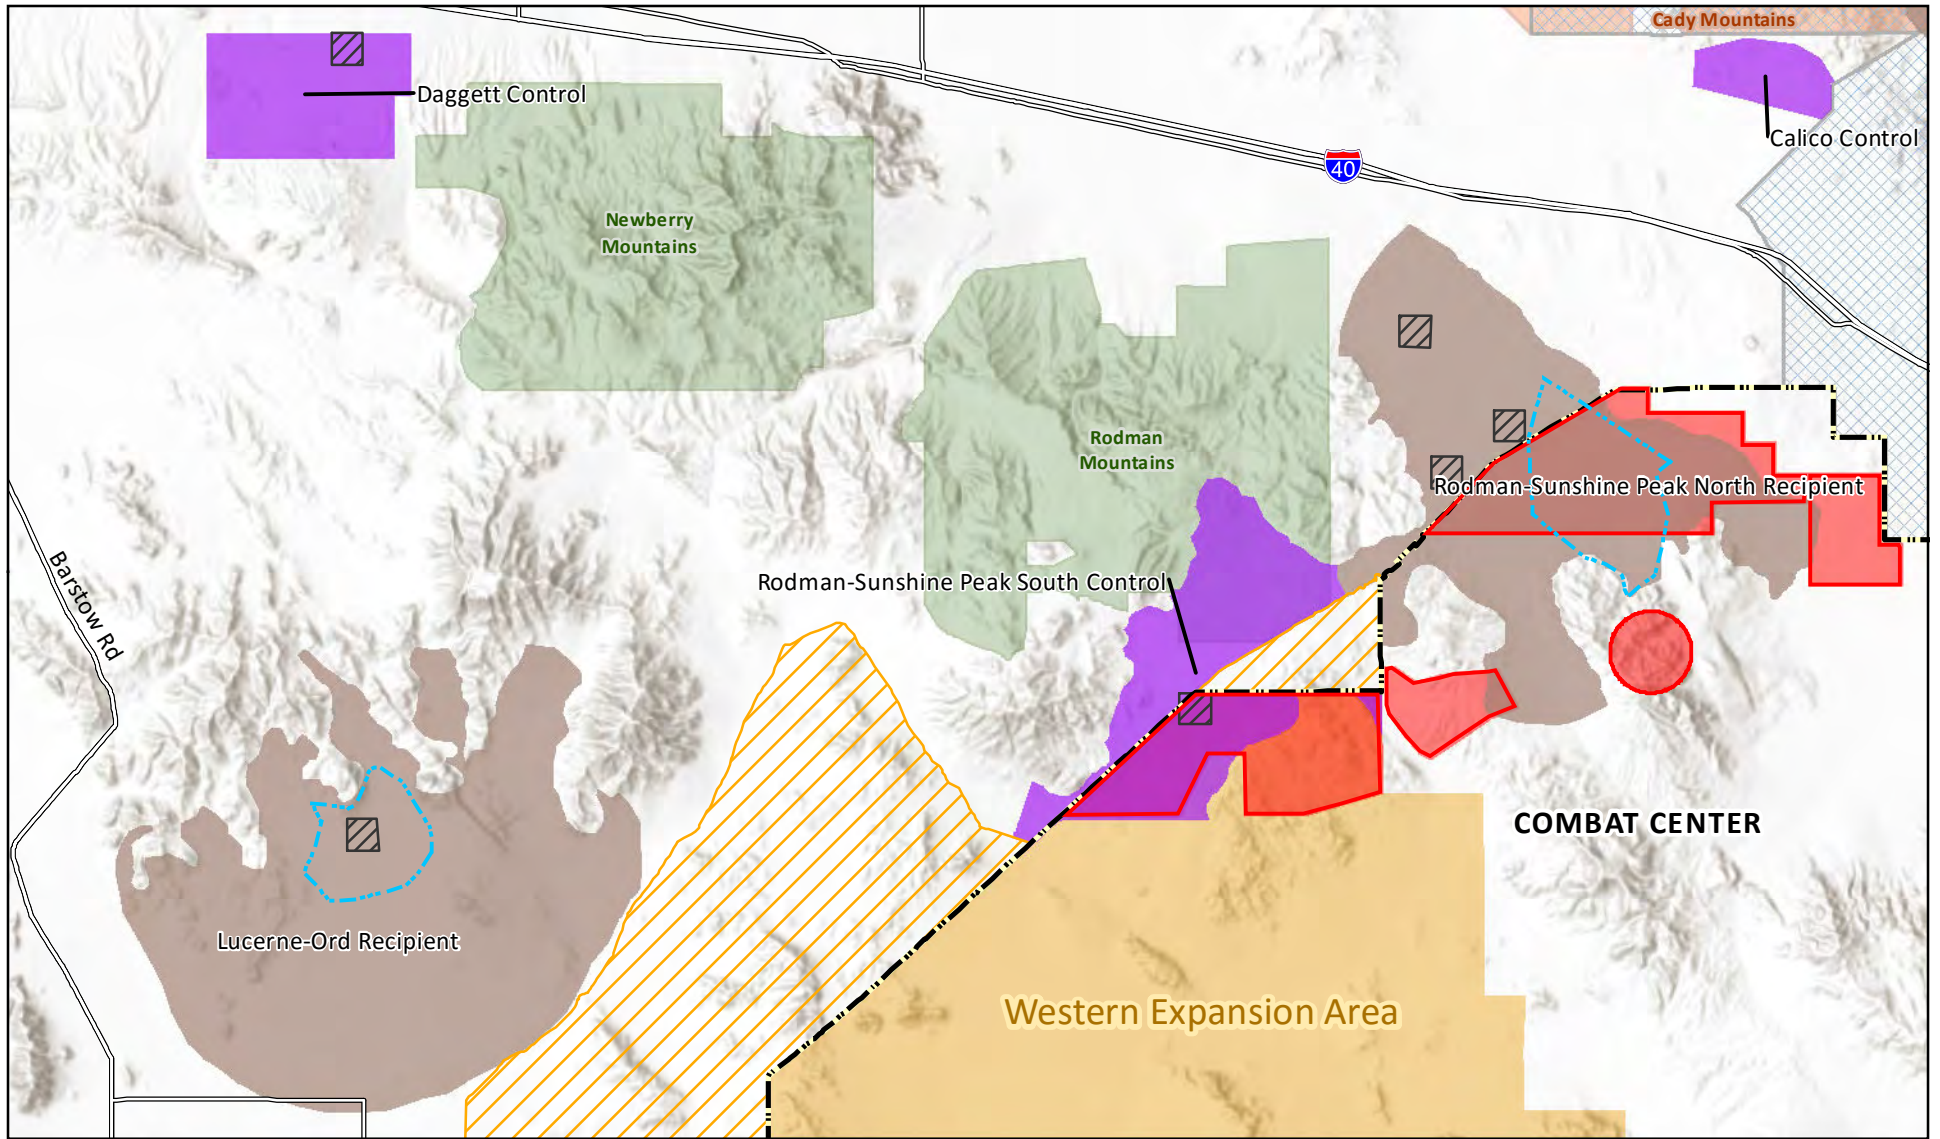 Cady Mountains
Daggett Control
Calico Control
40
Newberry
Mountains
Rodman
Mountains
Rodman-Sunshine Peak North Recipient
Rodman-Sunshine Peak South Control
Barstow Rd
COMBAT CENTER
Lucerne-Ord Recipient
Western Expansion Area